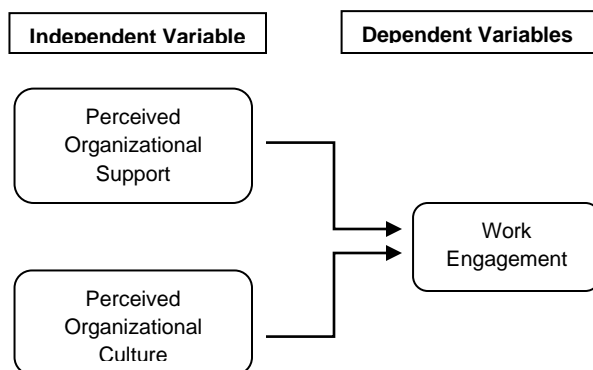 Independent Variable
Dependent Variables
Perceived
Organizational
Support
Work
Engagement
Perceived
Organizational
Culture